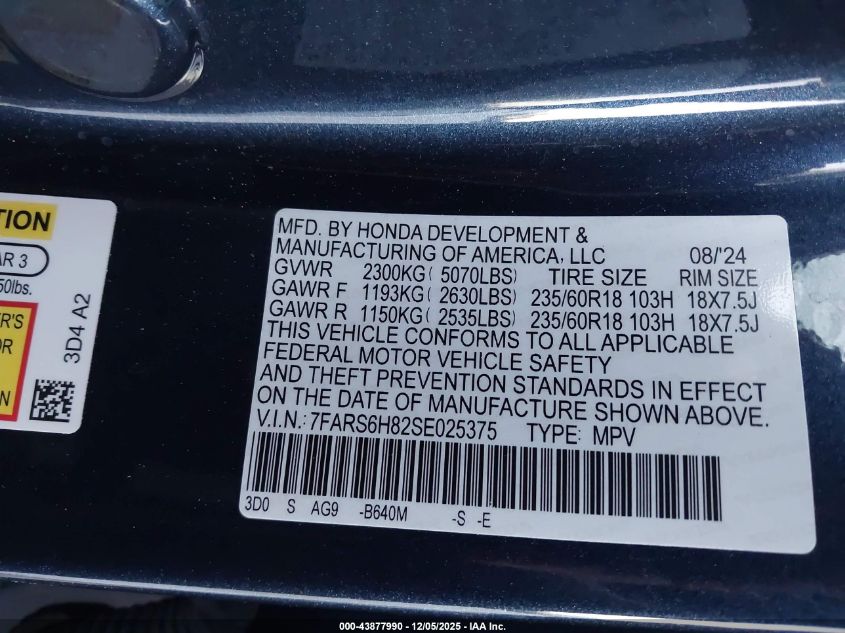 TION
AR 3
50lbs.
ER'S
OR
N
3D4 A2
MFD. BY HONDA DEVELOPMENT &
MANUFACTURING OF AMERICA, LLC 08/'24
GVWR 2300KG( 5070LBS) TIRE SIZE RIM SIZE
GAWR F 1193KG( 2630LBS) 235/60R18 103H 18X7.5J
GAWR R 1150KG( 2535LBS) 235/60R18 103H 18X7.5J
THIS VEHICLE CONFORMS TO ALL APPLICABLE
FEDERAL MOTOR VEHICLE SAFETY
AND THEFT PREVENTION STANDARDS IN EFFECT
ON THE DATE OF MANUFACTURE SHOWN ABOVE.
V.I.N.: 7FARS6H82SE025375 TYPE: MPV
3D0 S AG9 -B640M -S -E
000-43877990 - 12/05/2025 - IAA Inc.